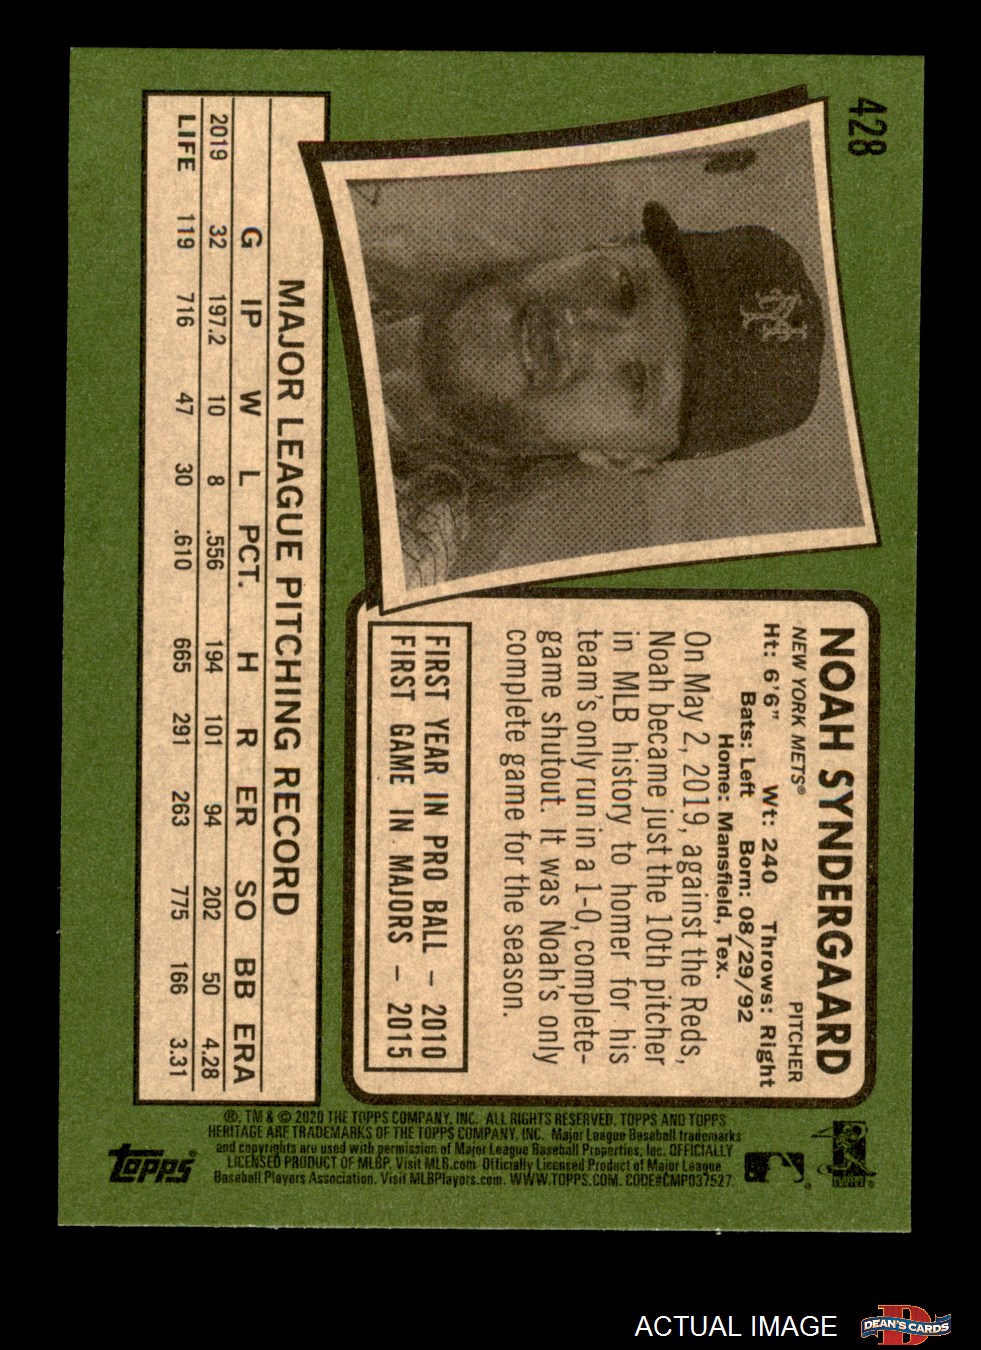 428
NOAH SYNDERGAARD
NEW YORK METS® PITCHER
Ht: 6'6" Wt: 240 Throws: Right
Bats: Left Born: 08/29/92
Home: Mansfield, Tex.
On May 2, 2019, against the Reds,
Noah became just the 10th pitcher
in MLB history to homer for his
team's only run in a 1-0, complete-
game shutout. It was Noah's only
complete game for the season.
FIRST YEAR IN PRO BALL – 2010
FIRST GAME IN MAJORS – 2015
MAJOR LEAGUE PITCHING RECORD
G IP W L PCT. H R ER SO BB ERA
2019 32 197.2 10 8 .556 194 101 94 202 50 4.28
LIFE 119 716 47 30 .610 665 291 263 775 166 3.31
®, TM & © 2020 THE TOPPS COMPANY, INC. ALL RIGHTS RESERVED. TOPPS AND TOPPS
HERITAGE ARE TRADEMARKS OF THE TOPPS COMPANY, INC. Major League Baseball trademarks
and copyrights are used with permission of Major League Baseball Properties, Inc. OFFICIALLY
LICENSED PRODUCT OF MLBP. Visit MLB.com Officially Licensed Product of Major League
Baseball Players Association. Visit MLBPlayers.com. WWW.TOPPS.COM. CODE#CMP037527
topps®
ACTUAL IMAGE
DEAN'S CARDS